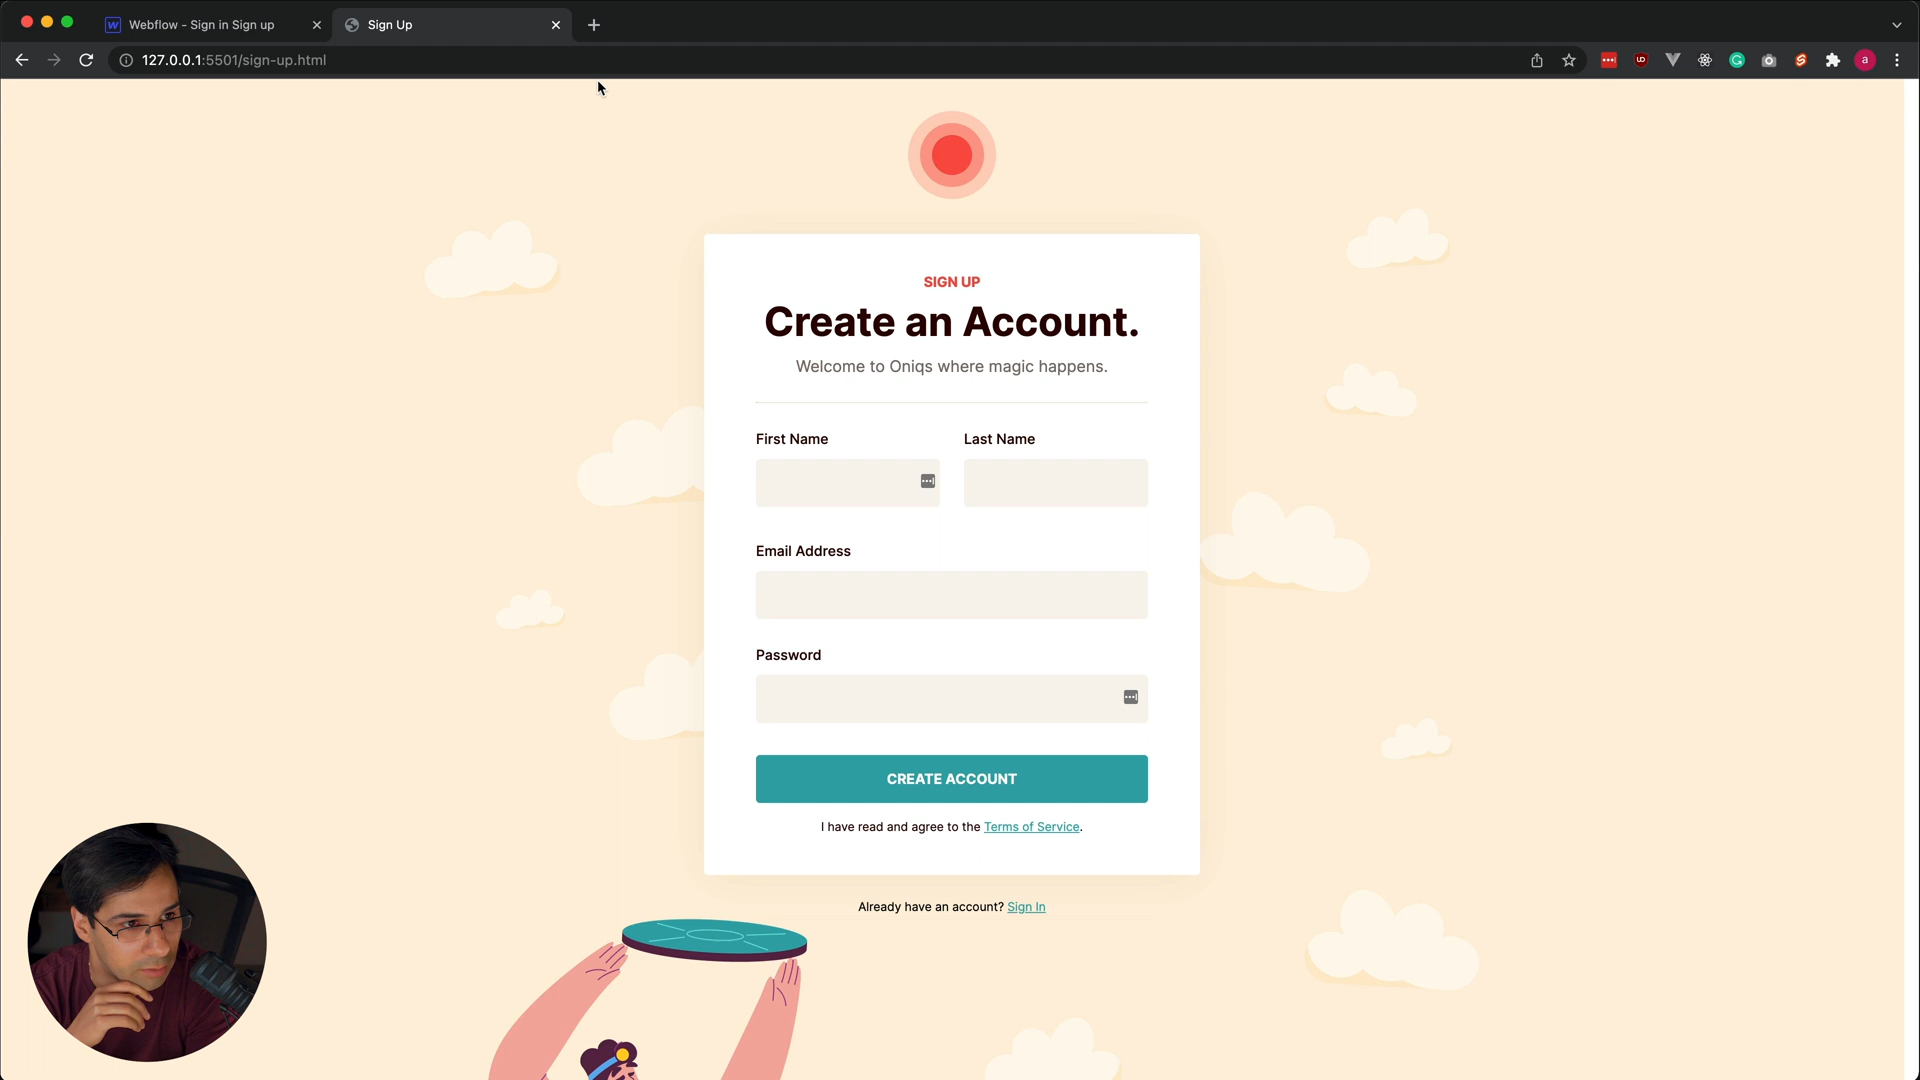 Webflow - Sign in Sign up
Sign Up
127.0.0.1:5501/sign-up.html
a
SIGN UP
Create an Account.
Welcome to Oniqs where magic happens.
First Name
Last Name
Email Address
Password
CREATE ACCOUNT
I have read and agree to the Terms of Service.
Already have an account? Sign In